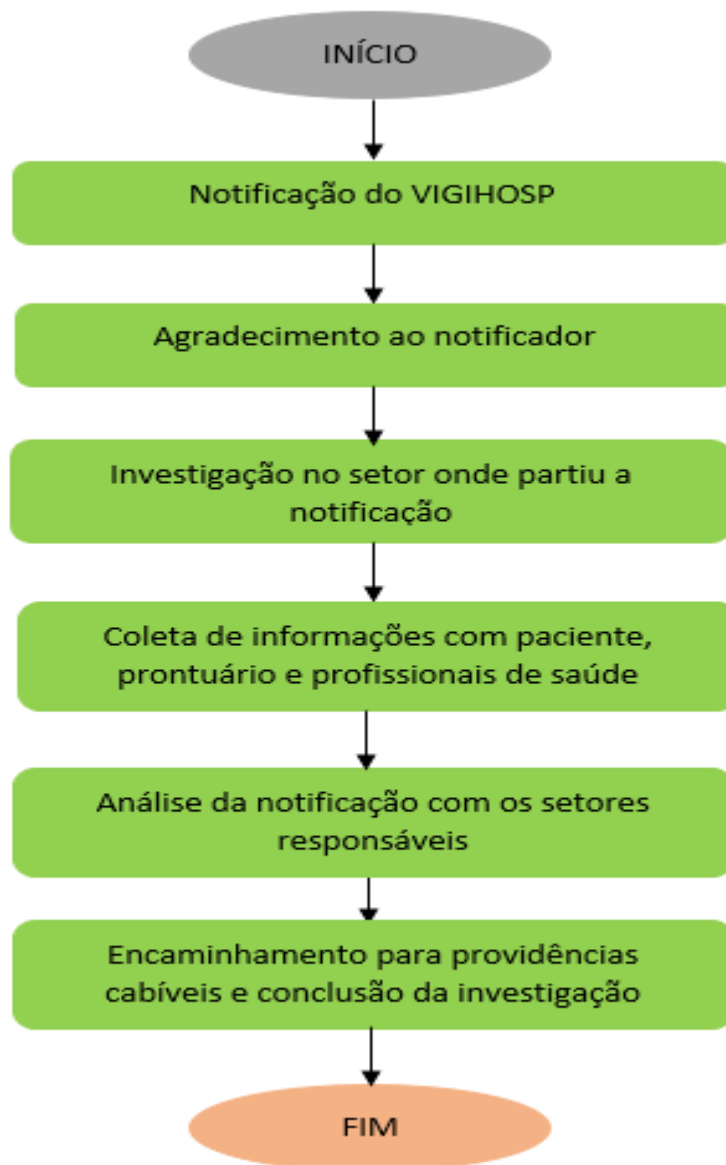 INÍCIO
Notificação do VIGIHOSP
Agradecimento ao notificador
Investigação no setor onde partiu a
notificação
Coleta de informações com paciente,
prontuário e profissionais de saúde
Análise da notificação com os setores
responsáveis
Encaminhamento para providências
cabíveis e conclusão da investigação
FIM